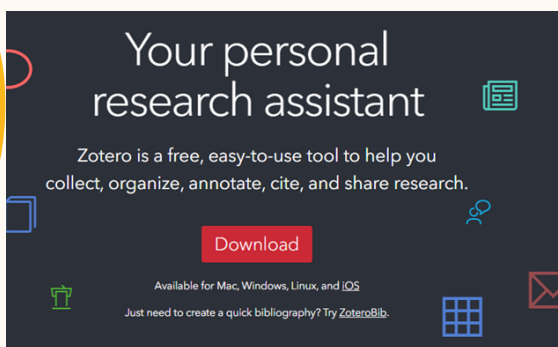 Your personal
research assistant
Zotero is a free, easy-to-use tool to help you
collect, organize, annotate, cite, and share research.
Download
Available for Mac, Windows, Linux, and iOS
Just need to create a quick bibliography? Try ZoteroBib.